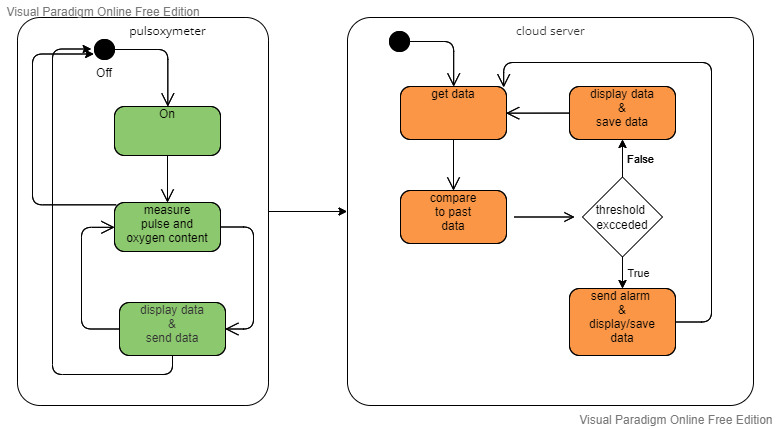 Visual Paradigm Online Free Edition
pulsoxymeter
Off
On
measure
pulse and
oxygen content
display data
&
send data
cloud server
get data
display data
&
save data
False
compare
to past
data
threshold
excceded
True
send alarm
&
display/save
data
Visual Paradigm Online Free Edition